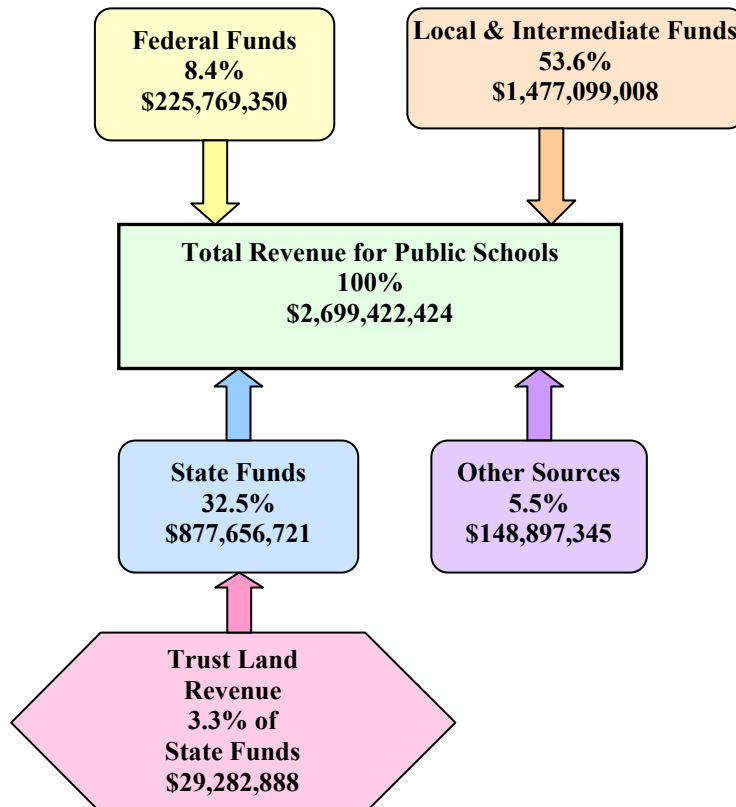 Federal Funds
8.4%
$225,769,350
Local & Intermediate Funds
53.6%
$1,477,099,008
Total Revenue for Public Schools
100%
$2,699,422,424
State Funds
32.5%
$877,656,721
Other Sources
5.5%
$148,897,345
Trust Land
Revenue
3.3% of
State Funds
$29,282,888